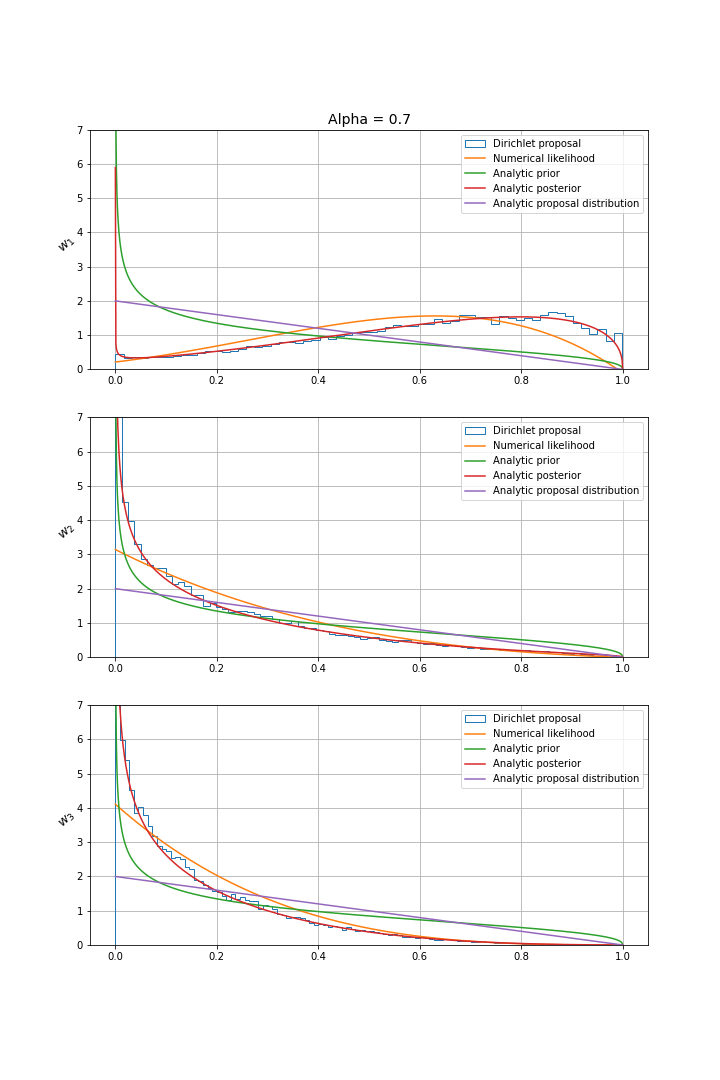 Alpha = 0.7
7
6
5
4
3
2
1
0
w1
Dirichlet proposal
Numerical likelihood
Analytic prior
Analytic posterior
Analytic proposal distribution
0.0 0.2 0.4 0.6 0.8 1.0
7
6
5
4
3
2
1
0
w2
Dirichlet proposal
Numerical likelihood
Analytic prior
Analytic posterior
Analytic proposal distribution
0.0 0.2 0.4 0.6 0.8 1.0
7
6
5
4
3
2
1
0
w3
Dirichlet proposal
Numerical likelihood
Analytic prior
Analytic posterior
Analytic proposal distribution
0.0 0.2 0.4 0.6 0.8 1.0